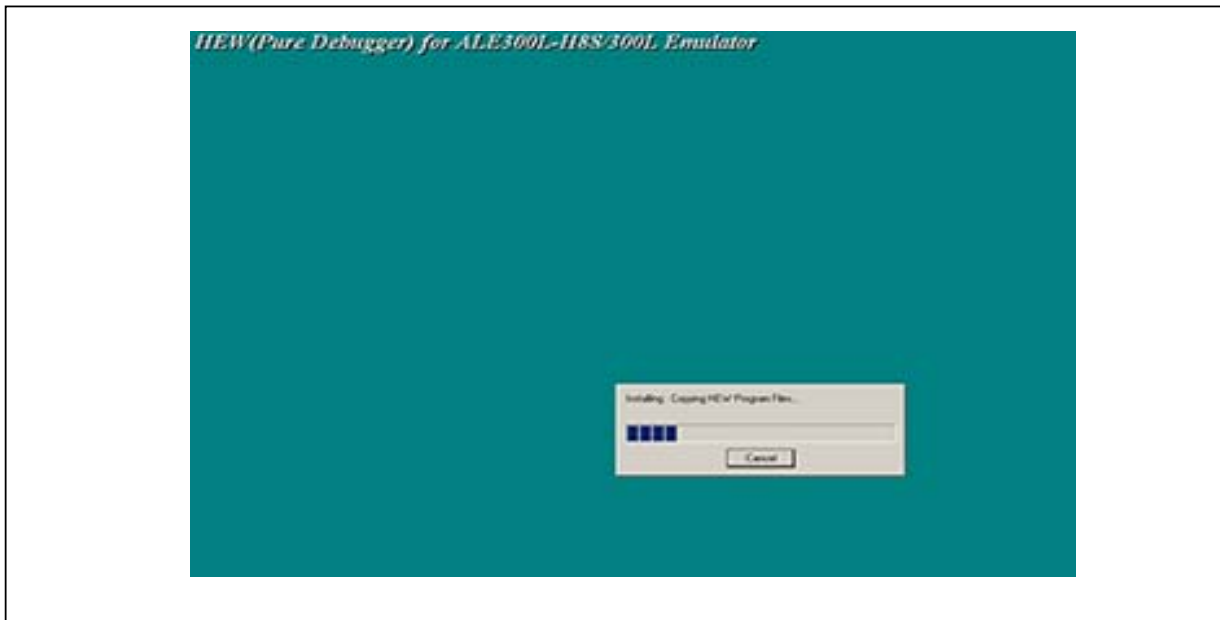 HEW(Pure Debugger) for ALE300L-H8S/300L Emulator
Installing : Copying HEW Program Files...
Cancel